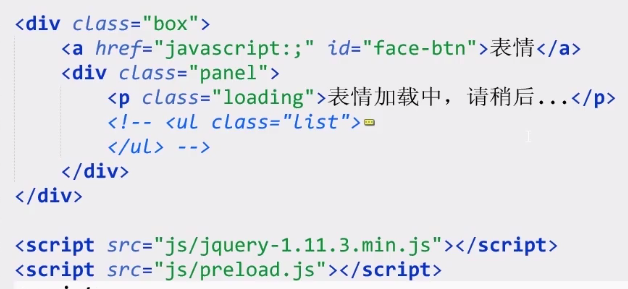 <div class="box">
<a href="javascript:;" id="face-btn">表情</a>
<div class="panel">
<p class="loading">表情加载中，请稍后...</p>
<!-- <ul class="list">
</ul> -->
</div>
</div>
<script src="js/jquery-1.11.3.min.js"></script>
<script src="js/preload.js"></script>